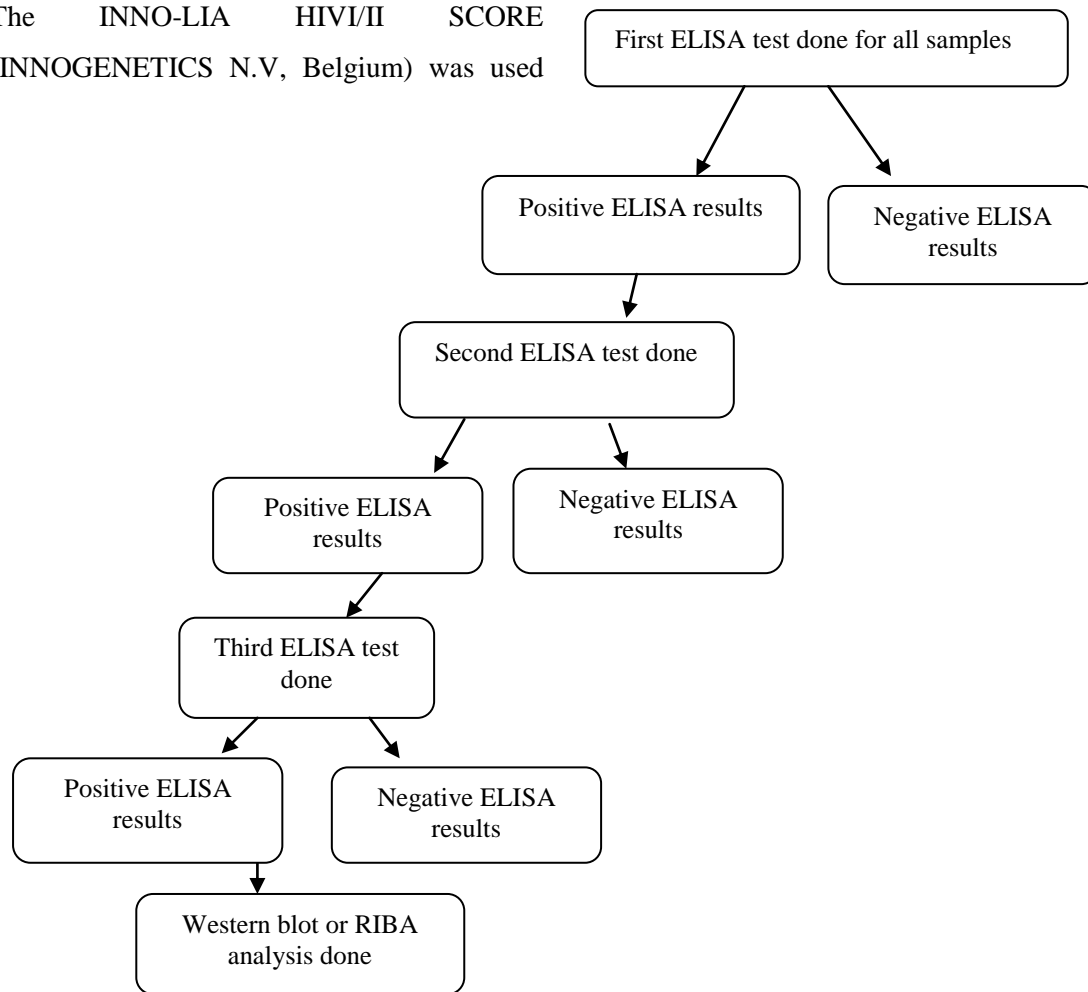 The INNO-LIA HIVI/II SCORE
INNOGENETICS N.V, Belgium) was used
First ELISA test done for all samples
Positive ELISA results
Negative ELISA
results
Second ELISA test done
Positive ELISA
results
Negative ELISA
results
Third ELISA test
done
Positive ELISA
results
Negative ELISA
results
Western blot or RIBA
analysis done